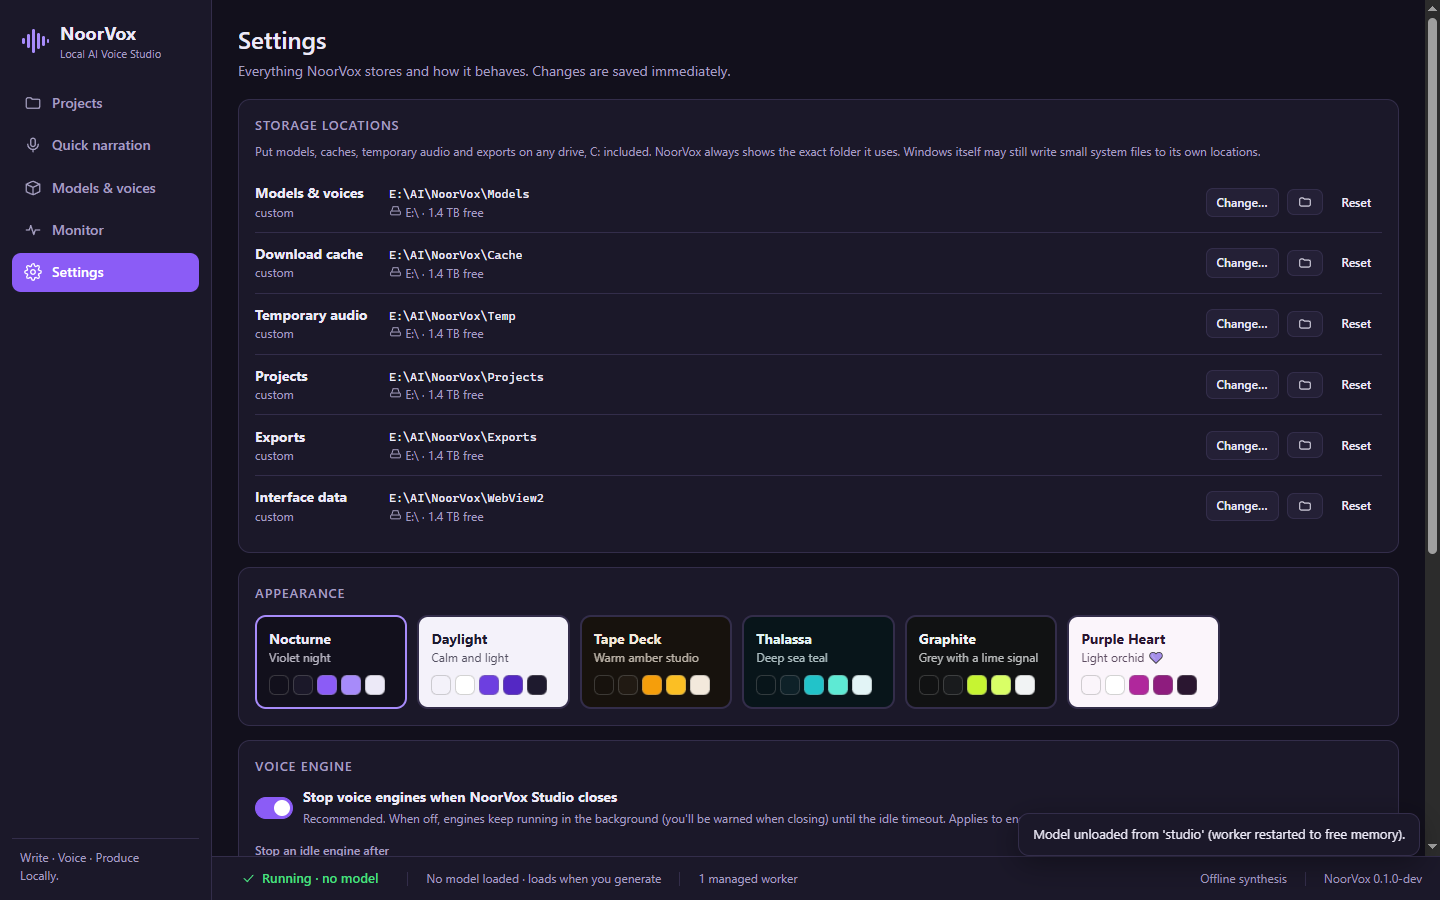 NoorVox
Local AI Voice Studio
Projects
Quick narration
Models & voices
Monitor
Settings
Write · Voice · Produce
Locally.
Settings
Everything NoorVox stores and how it behaves. Changes are saved immediately.
STORAGE LOCATIONS
Put models, caches, temporary audio and exports on any drive, C: included. NoorVox always shows the exact folder it uses. Windows itself may still write small system files to its own locations.
Models & voices
custom
E:\AI\NoorVox\Models
E:\ · 1.4 TB free
Change...
Reset
Download cache
custom
E:\AI\NoorVox\Cache
E:\ · 1.4 TB free
Change...
Reset
Temporary audio
custom
E:\AI\NoorVox\Temp
E:\ · 1.4 TB free
Change...
Reset
Projects
custom
E:\AI\NoorVox\Projects
E:\ · 1.4 TB free
Change...
Reset
Exports
custom
E:\AI\NoorVox\Exports
E:\ · 1.4 TB free
Change...
Reset
Interface data
custom
E:\AI\NoorVox\WebView2
E:\ · 1.4 TB free
Change...
Reset
APPEARANCE
Nocturne
Violet night
Daylight
Calm and light
Tape Deck
Warm amber studio
Thalassa
Deep sea teal
Graphite
Grey with a lime signal
Purple Heart
Light orchid 💜
VOICE ENGINE
Stop voice engines when NoorVox Studio closes
Recommended. When off, engines keep running in the background (you'll be warned when closing) until the idle timeout. Applies to en
Stop an idle engine after
Model unloaded from 'studio' (worker restarted to free memory).
Running · no model
No model loaded · loads when you generate
1 managed worker
Offline synthesis
NoorVox 0.1.0-dev